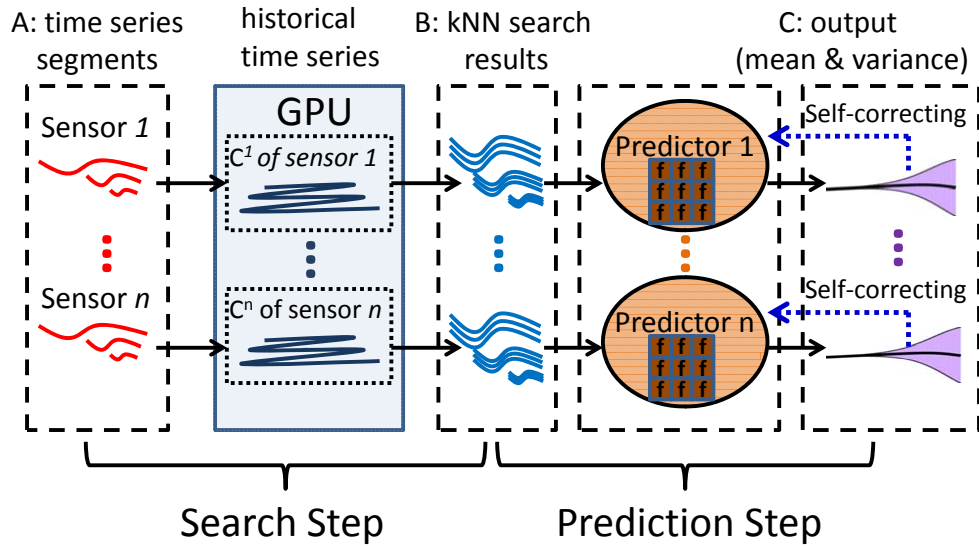 A: time series
segments
historical
time series
B: kNN search
results
C: output
(mean & variance)
Sensor 1
GPU
C¹ of sensor 1
Predictor 1
f f f
f f f
f f f
Self-correcting
Sensor n
Cⁿ of sensor n
Predictor n
f f f
f f f
f f f
Self-correcting
Search Step
Prediction Step